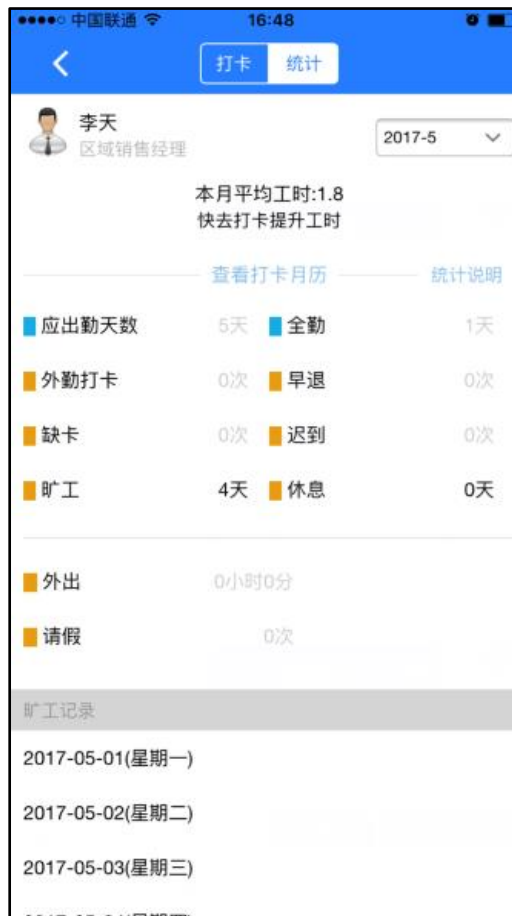 中国联通 16:48
打卡 统计
李天
区域销售经理
2017-5
本月平均工时:1.8
快去打卡提升工时
查看打卡月历 统计说明
应出勤天数 5天 全勤 1天
外勤打卡 0次 早退 0次
缺卡 0次 迟到 0次
旷工 4天 休息 0天
外出 0小时0分
请假 0次
旷工记录
2017-05-01(星期一)
2017-05-02(星期二)
2017-05-03(星期三)